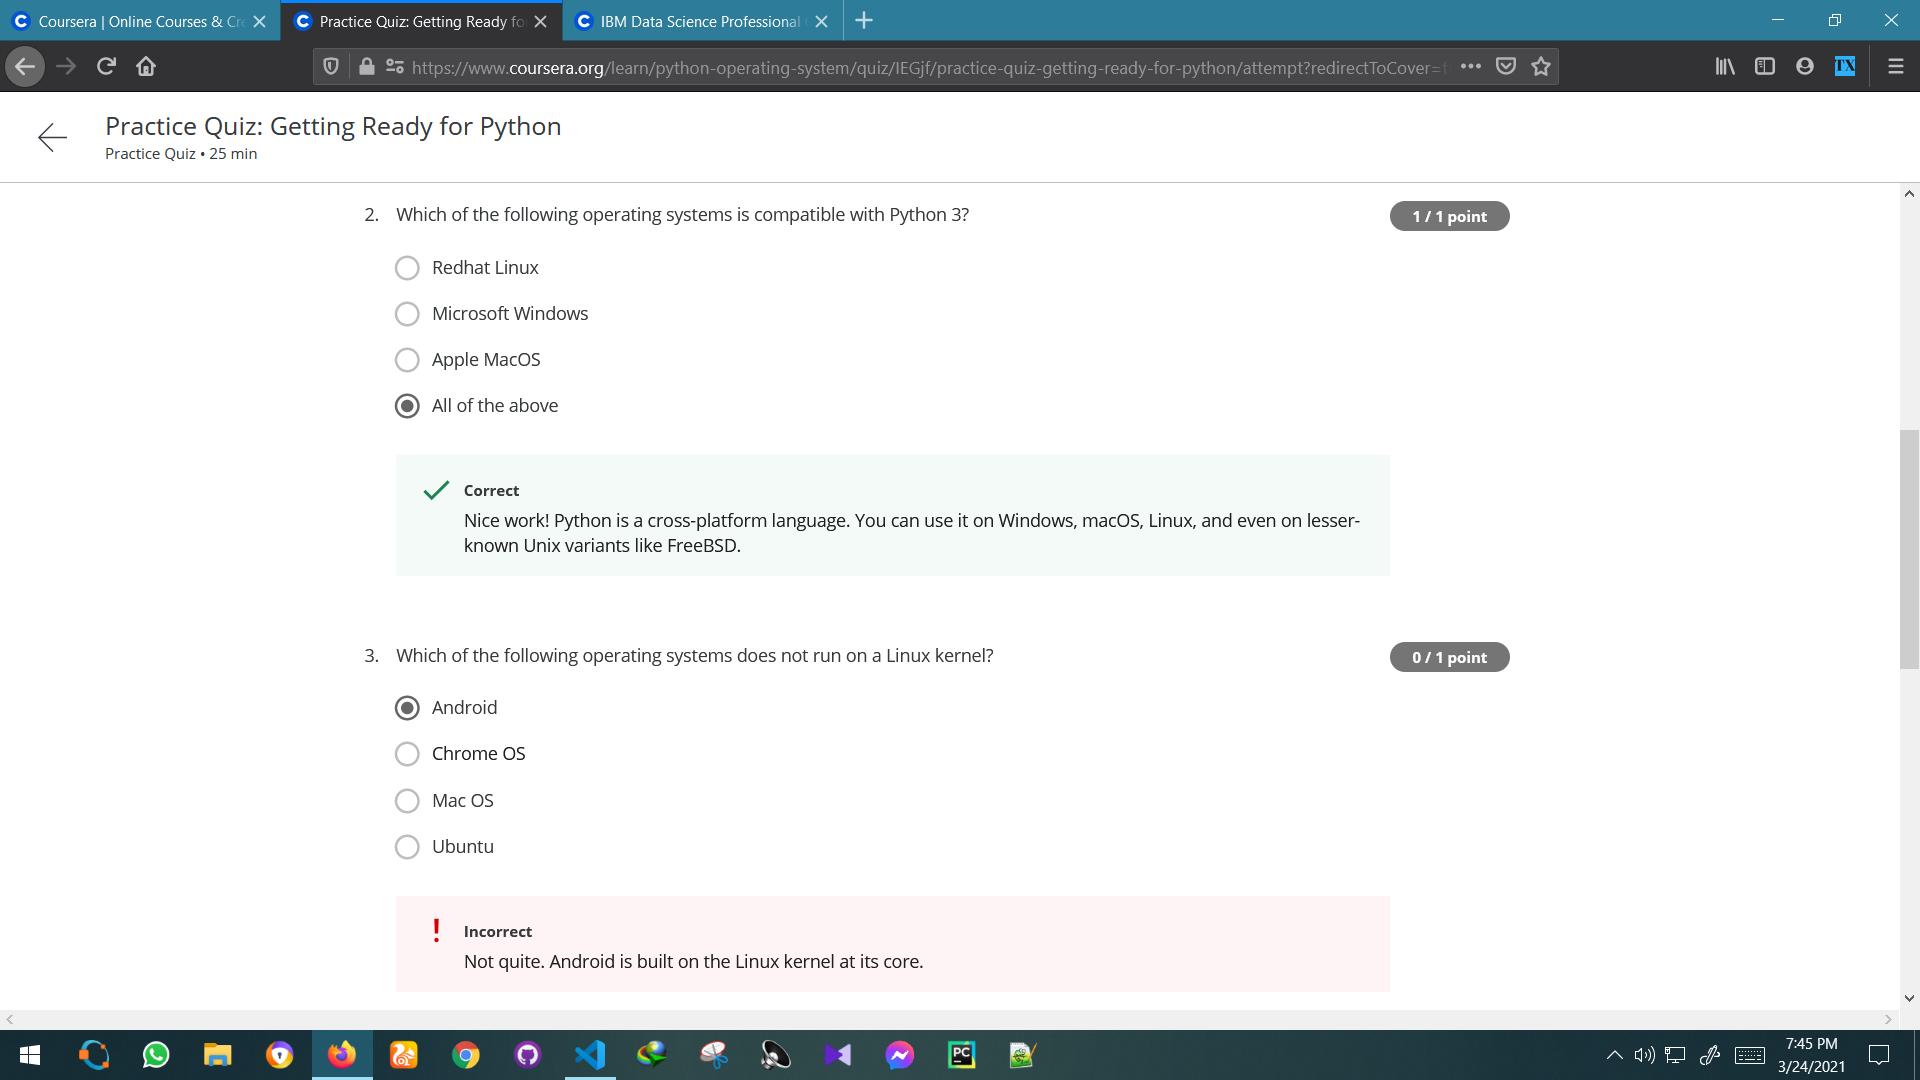 Coursera | Online Courses & Cre
Practice Quiz: Getting Ready fo
IBM Data Science Professional
https://www.coursera.org/learn/python-operating-system/quiz/IEGjf/practice-quiz-getting-ready-for-python/attempt?redirectToCover=
TX
Practice Quiz: Getting Ready for Python
Practice Quiz • 25 min
2. Which of the following operating systems is compatible with Python 3?
1 / 1 point
Redhat Linux
Microsoft Windows
Apple MacOS
All of the above
Correct
Nice work! Python is a cross-platform language. You can use it on Windows, macOS, Linux, and even on lesser-
known Unix variants like FreeBSD.
3. Which of the following operating systems does not run on a Linux kernel?
0 / 1 point
Android
Chrome OS
Mac OS
Ubuntu
Incorrect
Not quite. Android is built on the Linux kernel at its core.
PC
7:45 PM
3/24/2021